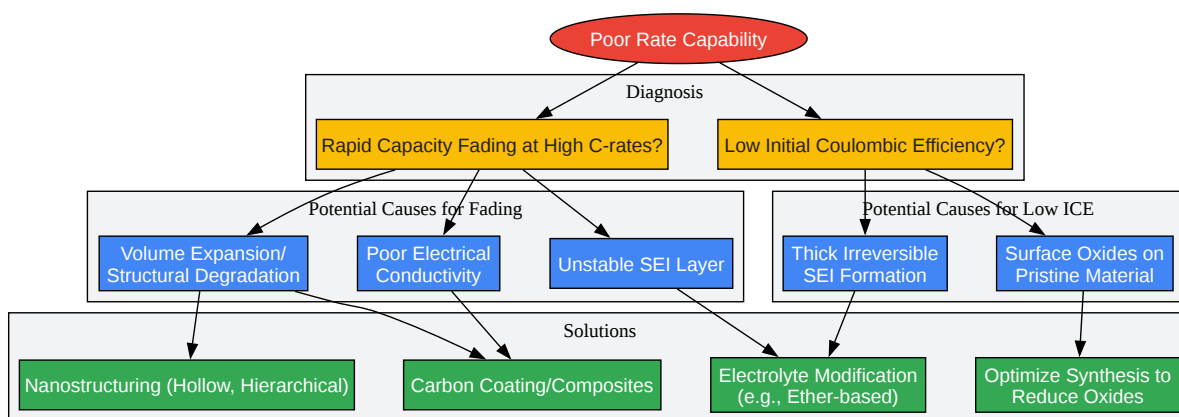 Poor Rate Capability
Diagnosis
Rapid Capacity Fading at High C-rates?
Low Initial Coulombic Efficiency?
Potential Causes for Fading
Potential Causes for Low ICE
Volume Expansion/
Structural Degradation
Poor Electrical
Conductivity
Unstable SEI Layer
Thick Irreversible
SEI Formation
Surface Oxides on
Pristine Material
Solutions
Nanostructuring (Hollow, Hierarchical)
Carbon Coating/Composites
Electrolyte Modification
(e.g., Ether-based)
Optimize Synthesis to
Reduce Oxides